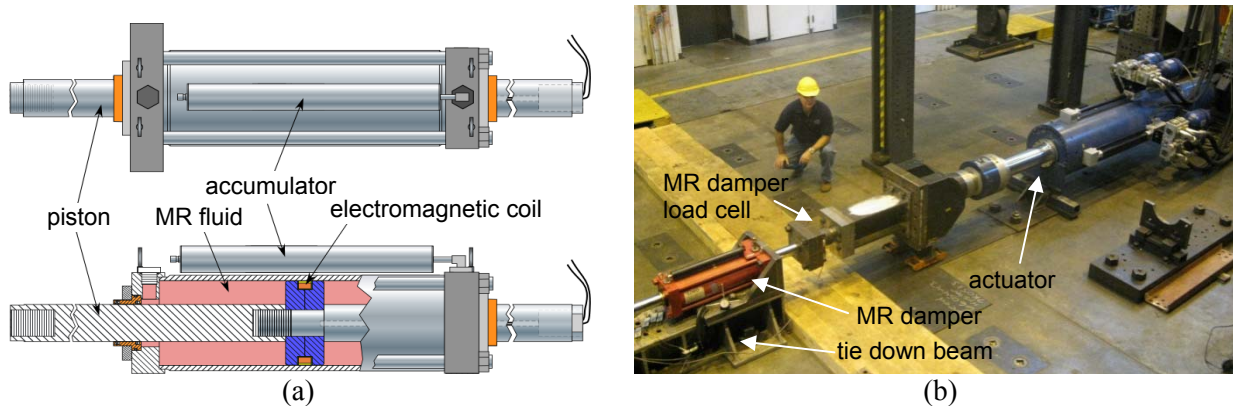 accumulator
piston
MR fluid
electromagnetic coil
(a)
MR damper
load cell
actuator
MR damper
tie down beam
(b)